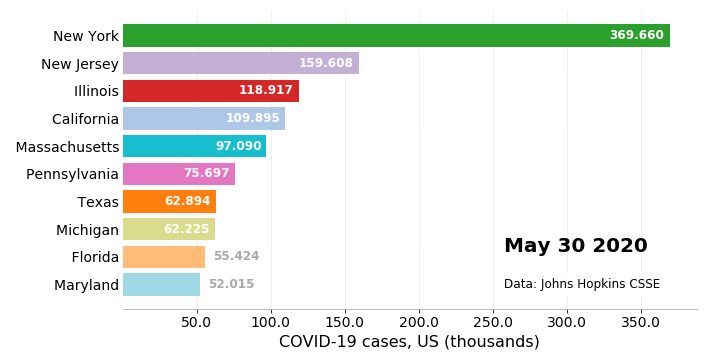 New York 369.660
New Jersey 159.608
Illinois 118.917
California 109.895
Massachusetts 97.090
Pennsylvania 75.697
Texas 62.894
Michigan 62.225
Florida 55.424
Maryland 52.015
May 30 2020
Data: Johns Hopkins CSSE
50.0 100.0 150.0 200.0 250.0 300.0 350.0
COVID-19 cases, US (thousands)